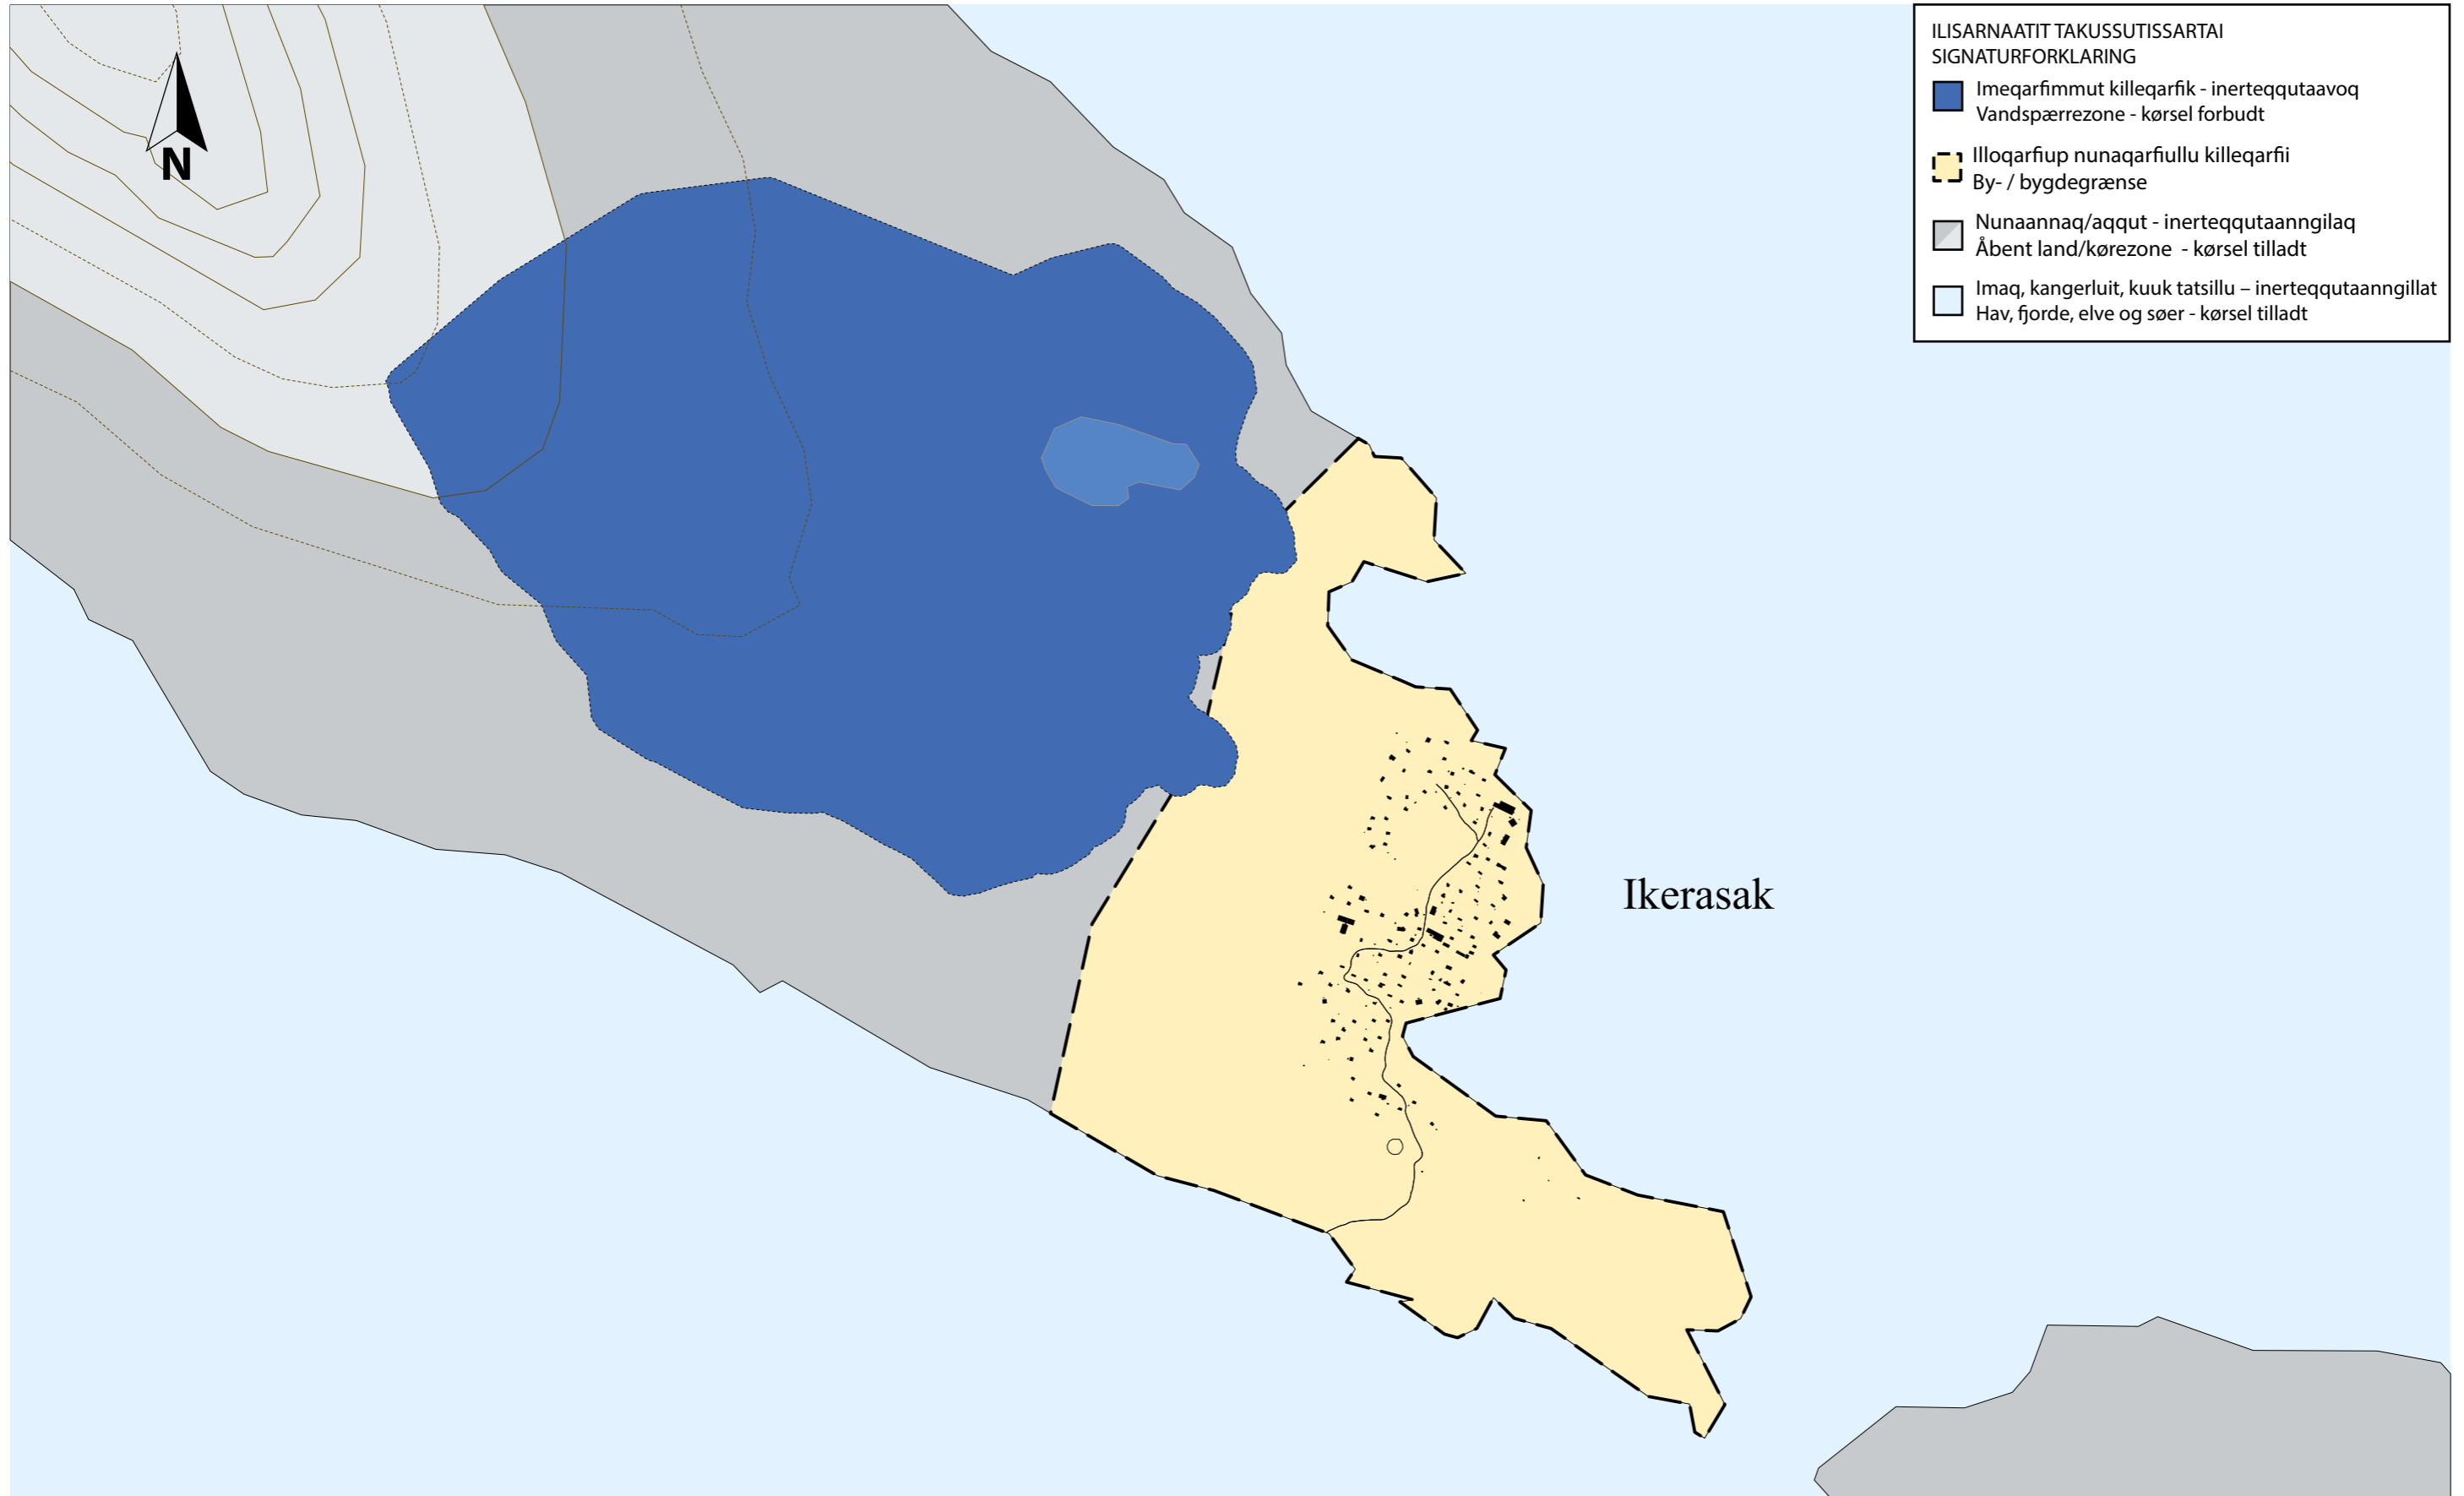 ILISARNAATIT TAKUSSUTISSARTAI
SIGNATURFORKLARING
Imeqarfimmut killeqarfik - inerteqqutaavoq
Vandspærrezone - kørsel forbudt
Illoqarfiup nunaqarfiullu killeqarfii
By- / bygdegrænse
Nunaannaq/aqqut - inerteqqutaanngilaq
Åbent land/kørezone - kørsel tilladt
Imaq, kangerluit, kuuk tatsillu – inerteqqutaanngillat
Hav, fjorde, elve og søer - kørsel tilladt
N
Ikerasak